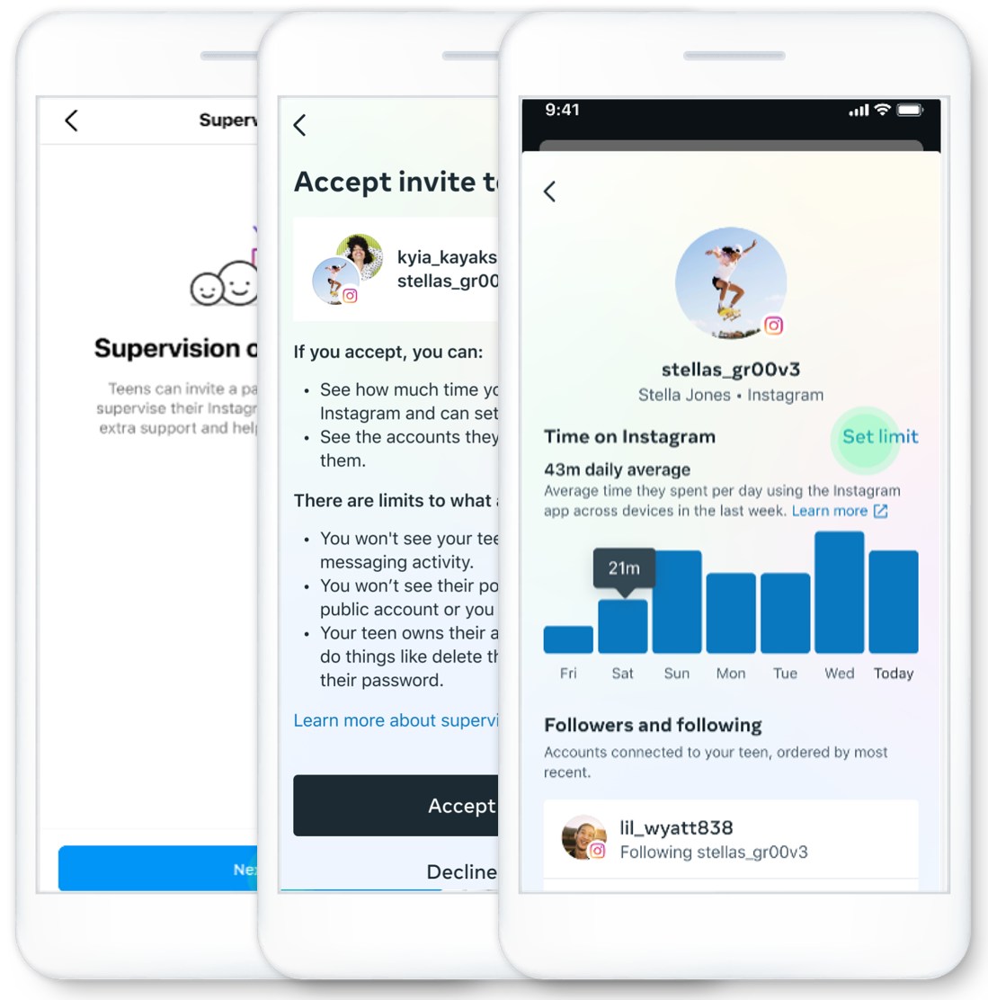 Superv
Supervision o
Teens can invite a pa
supervise their Instagr
extra support and help
Accept invite to
kyia_kayaks
stellas_gr00
If you accept, you can:
• See how much time yo
Instagram and can set
• See the accounts they
them.
There are limits to what
• You won't see your tee
messaging activity.
• You won’t see their po
public account or you
• Your teen owns their a
do things like delete th
their password.
Learn more about supervi
Accept
Decline
9:41
stellas_gr00v3
Stella Jones • Instagram
Time on Instagram
Set limit
43m daily average
Average time they spent per day using the Instagram
app across devices in the last week. Learn more
21m
Fri Sat Sun Mon Tue Wed Today
Followers and following
Accounts connected to your teen, ordered by most
recent.
lil_wyatt838
Following stellas_gr00v3